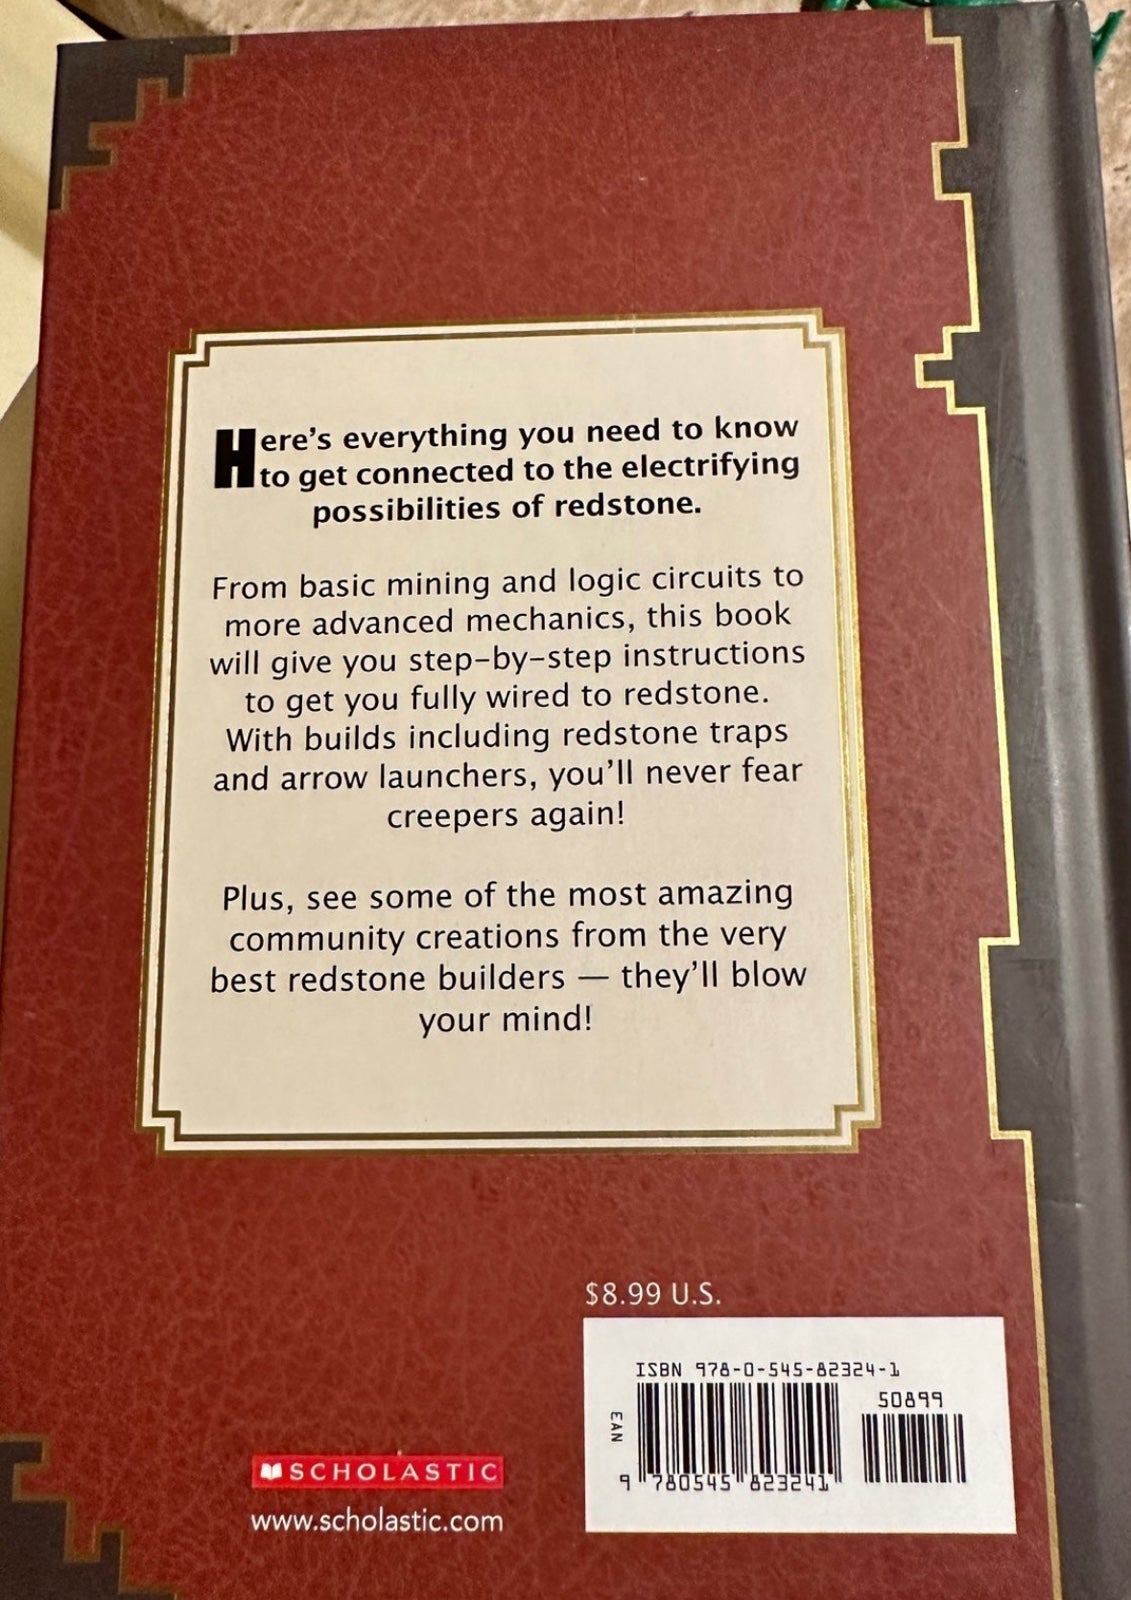 Here's everything you need to know
to get connected to the electrifying
possibilities of redstone.
From basic mining and logic circuits to
more advanced mechanics, this book
will give you step-by-step instructions
to get you fully wired to redstone.
With builds including redstone traps
and arrow launchers, you'll never fear
creepers again!
Plus, see some of the most amazing
community creations from the very
best redstone builders — they'll blow
your mind!
$8.99 U.S.
ISBN 978-0-545-82324-1
50899
EAN
9 780545 823241
SCHOLASTIC
www.scholastic.com